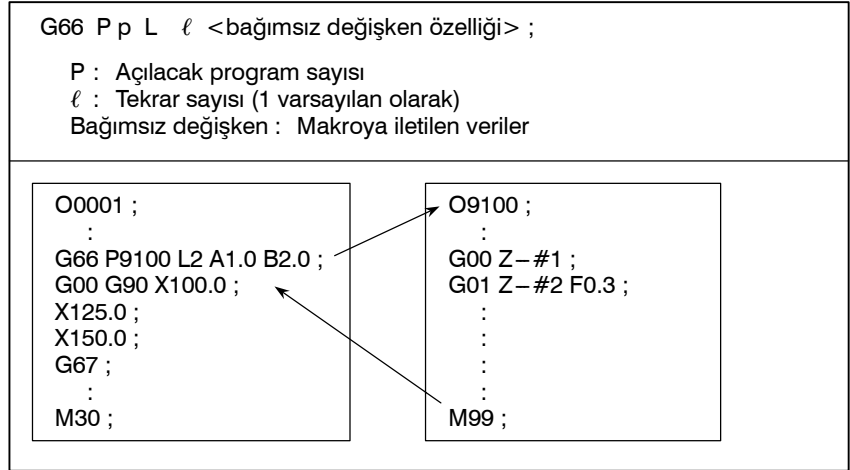 G66 P p L ℓ <bağımsız değişken özelliği> ;
P : Açılacak program sayısı
ℓ : Tekrar sayısı (1 varsayılan olarak)
Bağımsız değişken : Makroya iletilen veriler
O0001 ;
:
G66 P9100 L2 A1.0 B2.0 ;
G00 G90 X100.0 ;
X125.0 ;
X150.0 ;
G67 ;
:
M30 ;
O9100 ;
:
G00 Z−#1 ;
G01 Z−#2 F0.3 ;
:
:
:
:
M99 ;